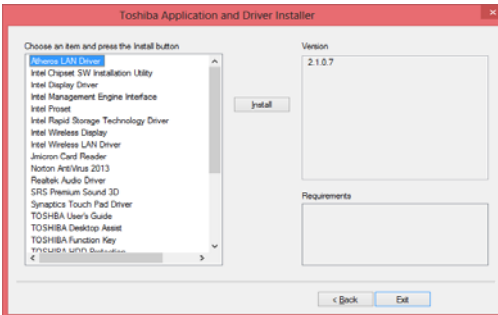 Toshiba Application and Driver Installer
Choose an item and press the Install button
Atheros LAN Driver
Intel Chipset SW Installation Utility
Intel Display Driver
Intel Management Engine Interface
Intel Proset
Intel Rapid Storage Technology Driver
Intel Wireless Display
Intel Wireless LAN Driver
Jmicron Card Reader
Norton AntiVirus 2013
Realtek Audio Driver
SRS Premium Sound 3D
Synaptics Touch Pad Driver
TOSHIBA User's Guide
TOSHIBA Desktop Assist
TOSHIBA Function Key
TOSHIBA HDD Protection
Install
Version
2.1.0.7
Requirements
< Back
Exit